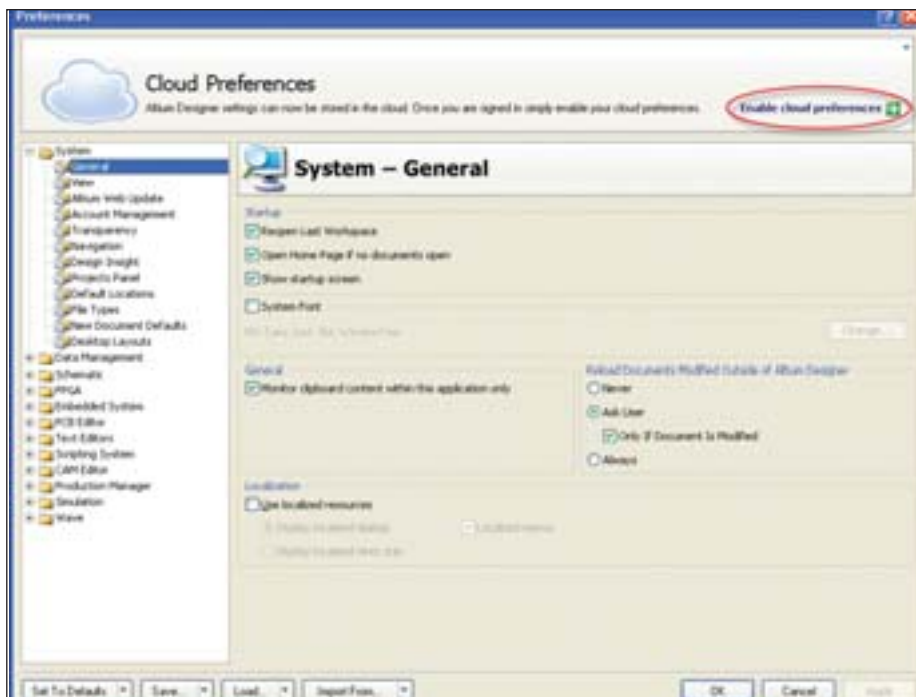 Preferences
Cloud Preferences
Altium Designer settings can now be stored in the cloud. Once you are signed in simply enable your cloud preferences.
Enable cloud preferences
System
General
View
Altium Web Update
Account Management
Transparency
Navigation
Design Insight
Projects Panel
Default Locations
File Types
New Document Defaults
Desktop Layouts
Data Management
Schematic
FPGA
Embedded System
PCB Editor
Text Editors
Scripting System
CAM Editor
Production Manager
Simulation
Wave
System – General
Startup
Reopen Last Workspace
Open Home Page if no documents open
Show startup screen
System Font
Change...
General
Monitor clipboard content within this application only
Reload Documents Modified Outside of Altium Designer
Never
Ask User
Only If Document Is Modified
Always
Localization
Use localized resources
Display localized dialogs
Localized menus
Set To Defaults
Save...
Load...
Import From...
OK
Cancel
Apply